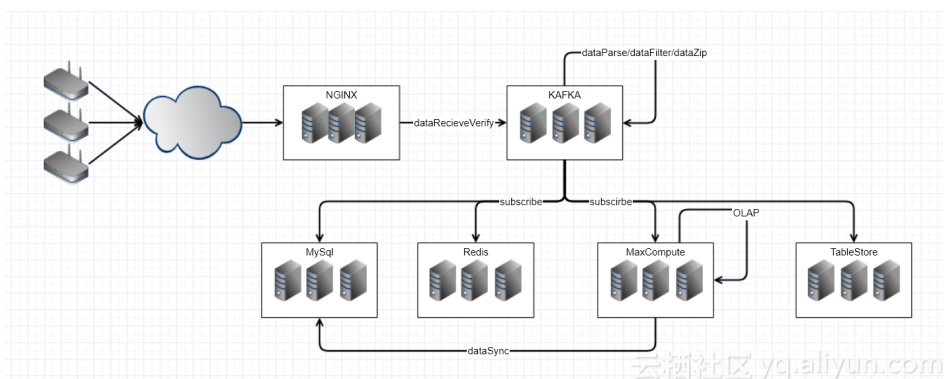 dataParse/dataFilter/dataZip
NGINX
KAFKA
dataRecieveVerify
subscribe
subscirbe
OLAP
MySql
Redis
MaxCompute
TableStore
dataSync
云栖社区 yq.aliyun.com